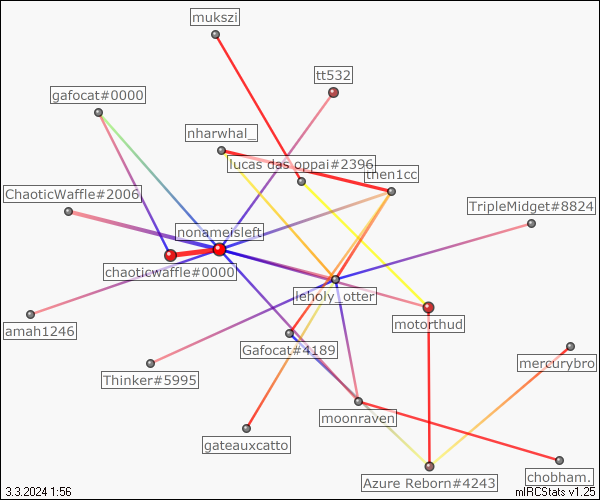 mukszi
tt532
gafocat#0000
nharwhal_
lucas das oppai#2396
then1cc
ChaoticWaffle#2006
TripleMidget#8824
nonameisleft
chaoticwaffle#0000
leholy_otter
amah1246
motorthud
Gafocat#4189
mercurybro
Thinker#5995
moonraven
gateauxcatto
Azure Reborn#4243
chobham.
3.3.2024 1:56
mIRCStats v1.25